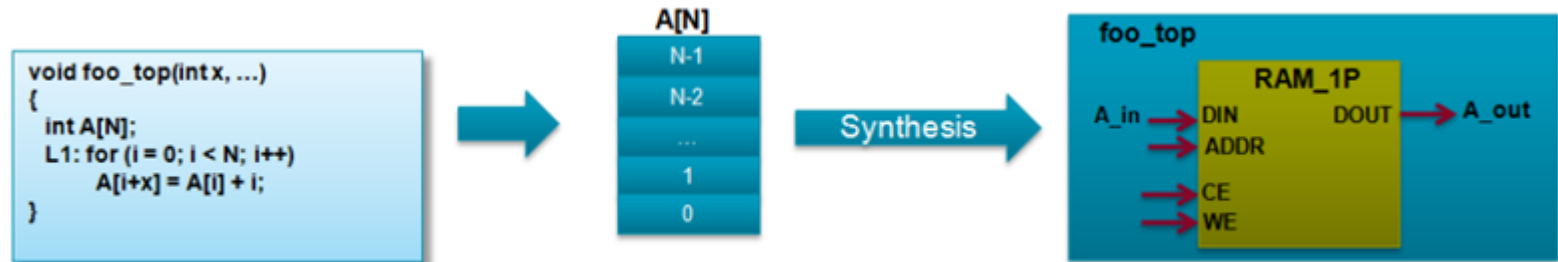 void foo_top(int x, ...)
{
int A[N];
L1: for (i = 0; i < N; i++)
A[i+x] = A[i] + i;
}
A[N]
N-1
N-2
...
1
0
Synthesis
foo_top
RAM_1P
A_in
DIN
DOUT
A_out
ADDR
CE
WE